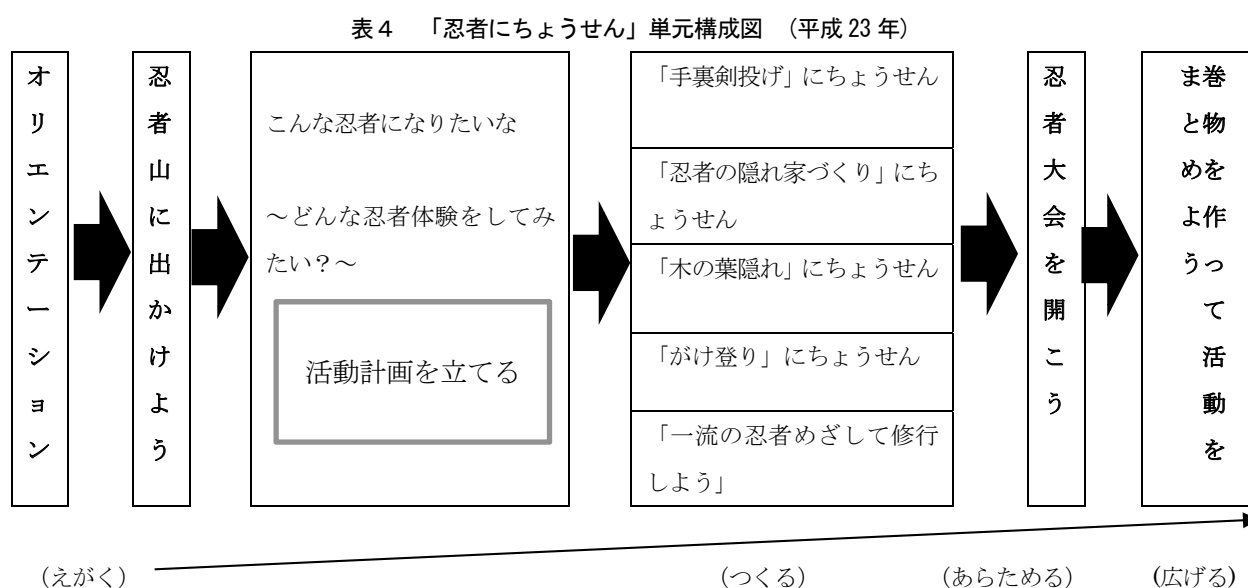 表４　「忍者にちょうせん」単元構成図　（平成 23 年）
オリエンテーション
忍者山に出かけよう
こんな忍者になりたいな
～どんな忍者体験をしてみ
たい？～
活動計画を立てる
「手裏剣投げ」にちょうせん
「忍者の隠れ家づくり」にち
ょうせん
「木の葉隠れ」にちょうせん
「がけ登り」にちょうせん
「一流の忍者めざして修行
しよう」
忍者大会を開こう
巻物を作って活動を
まとめよう
（えがく）
（つくる）
（あらためる）
（広げる）